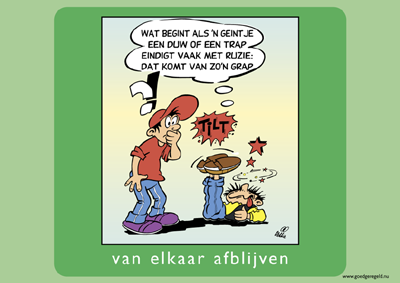 WAT BEGINT ALS 'N GEINTJE
EEN DUW OF EEN TRAP
EINDIGT VAAK MET RUZIE:
DAT KOMT VAN ZO'N GRAP
?!
TILT
van elkaar afblijven
www.goedgeregeld.nu